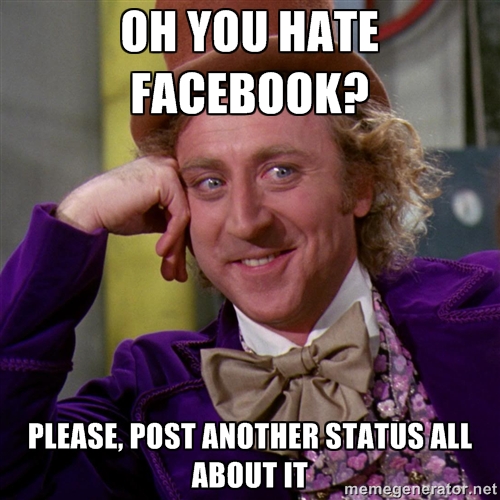 OH YOU HATE
FACEBOOK?
PLEASE, POST ANOTHER STATUS ALL
ABOUT IT
memegenerator.net